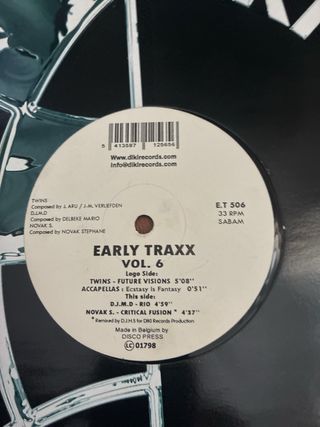 5 413587 125656
www.dikirecords.com
info@dikirecords.com
TWINS
Composed by J. ARU / J-M. VERLIEFDEN
D.J.M.D
Composed by DELBEKE MARIO
NOVAK S.
Composed by NOVAK STEPHANE
E.T 506
33 RPM
SABAM
EARLY TRAXX
VOL. 6
Logo Side:
TWINS - FUTURE VISIONS 5'08"
ACCAPELLAS : Ecstasy Is Fantasy 0'51"
This side:
D.J.M.D - RIO 4'59"
NOVAK S. - CRITICAL FUSION * 4'37"
* Remixed by D.J.H.S for DIKI Records Production.
Made in Belgium by
DISCO PRESS
LC 01798